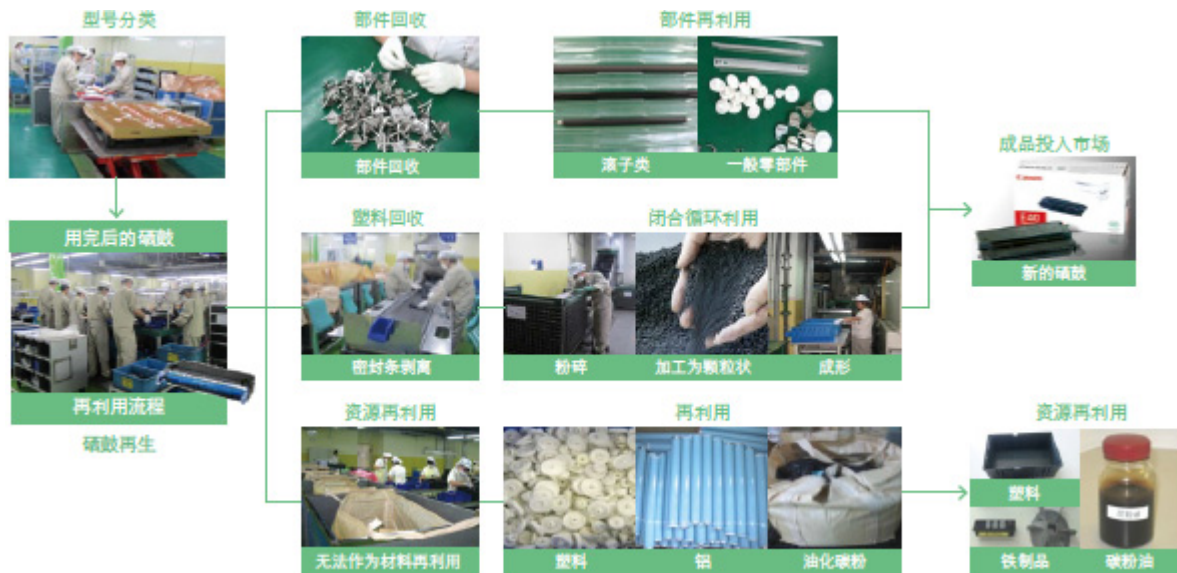 型号分类
用完后的硒鼓
再利用流程
硒鼓再生
部件回收
部件回收
部件再利用
滚子类
一般零部件
塑料回收
密封条剥离
闭合循环利用
粉碎
加工为颗粒状
成形
成品投入市场
Canon
E40
新的硒鼓
资源再利用
无法作为材料再利用
再利用
塑料
铝
油化碳粉
资源再利用
塑料
铁制品
碳粉油